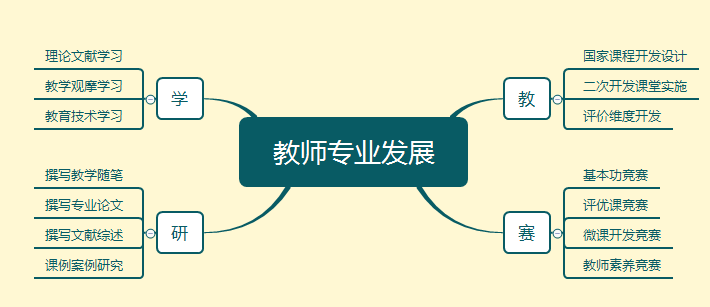 教师专业发展
学
理论文献学习
教学观摩学习
教育技术学习
研
撰写教学随笔
撰写专业论文
撰写文献综述
课例案例研究
教
国家课程开发设计
二次开发课堂实施
评价维度开发
赛
基本功竞赛
评优课竞赛
微课开发竞赛
教师素养竞赛